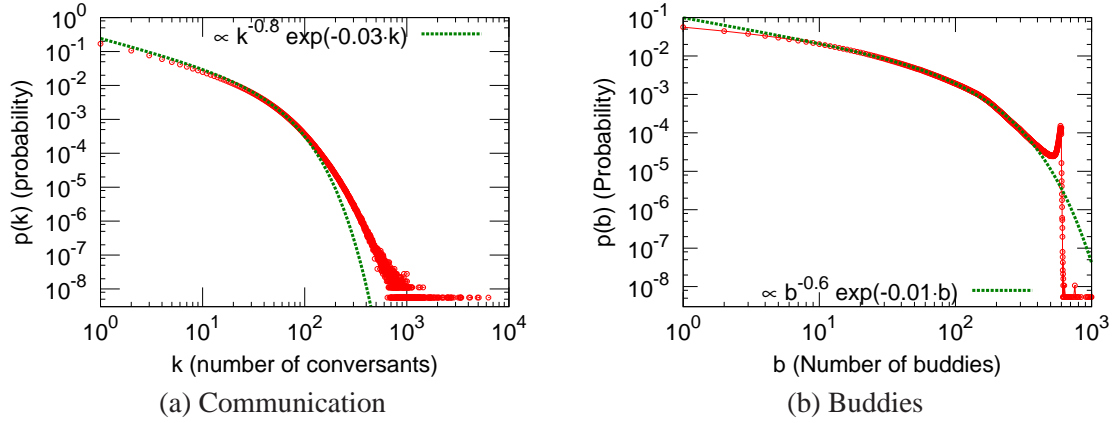 p(k) (probability)
10^0
10^-1
10^-2
10^-3
10^-4
10^-5
10^-6
10^-7
10^-8
∝ k^-0.8 exp(-0.03·k)
10^0 10^1 10^2 10^3 10^4
k (number of conversants)
(a) Communication
p(b) (Probability)
10^-1
10^-2
10^-3
10^-4
10^-5
10^-6
10^-7
10^-8
∝ b^-0.6 exp(-0.01·b)
10^0 10^1 10^2 10^3
b (Number of buddies)
(b) Buddies